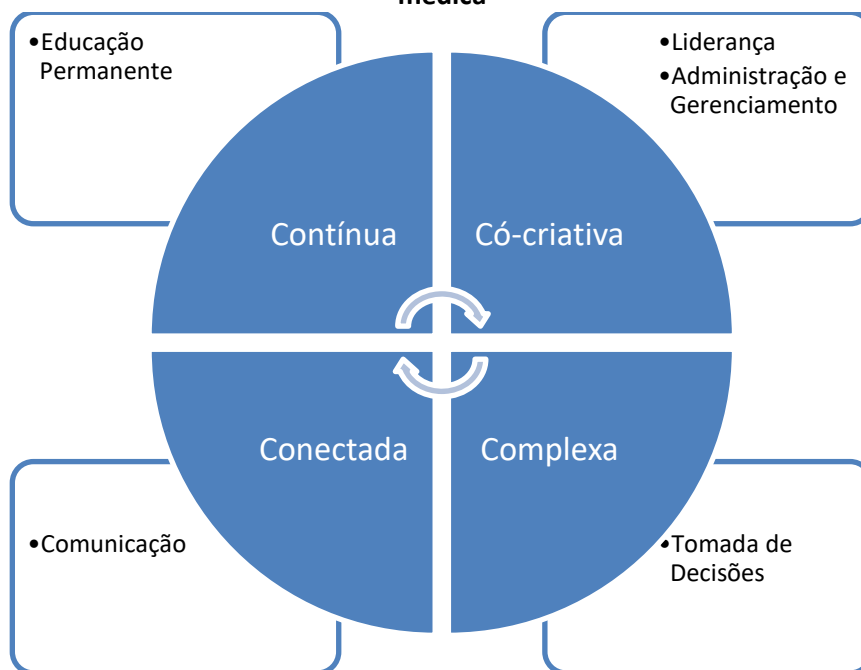 médica
•Educação
Permanente
•Liderança
•Administração e
Gerenciamento
Contínua
Có-criativa
Conectada
Complexa
•Comunicação
•Tomada de
Decisões